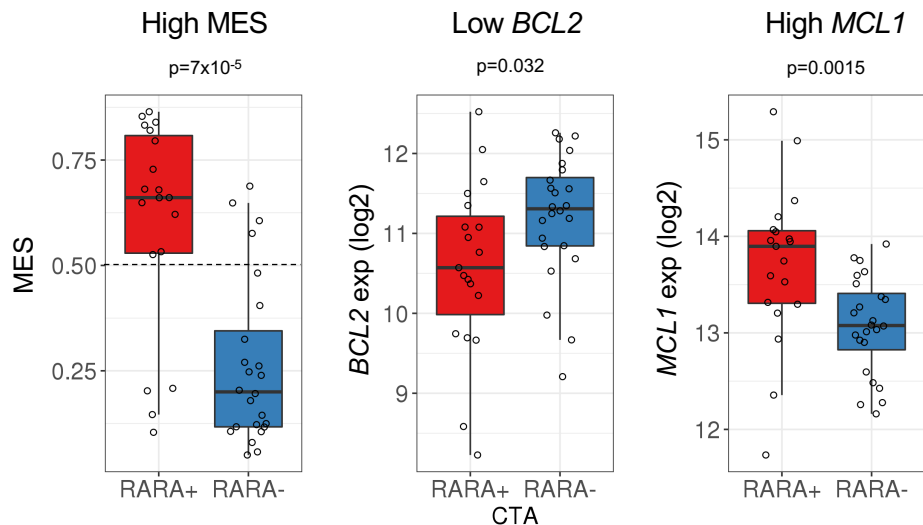 High MES
p=7x10-5
MES
0.75
0.50
0.25
RARA+ RARA-
Low BCL2
p=0.032
BCL2 exp (log2)
12
11
10
9
RARA+ RARA-
CTA
High MCL1
p=0.0015
MCL1 exp (log2)
15
14
13
12
RARA+ RARA-